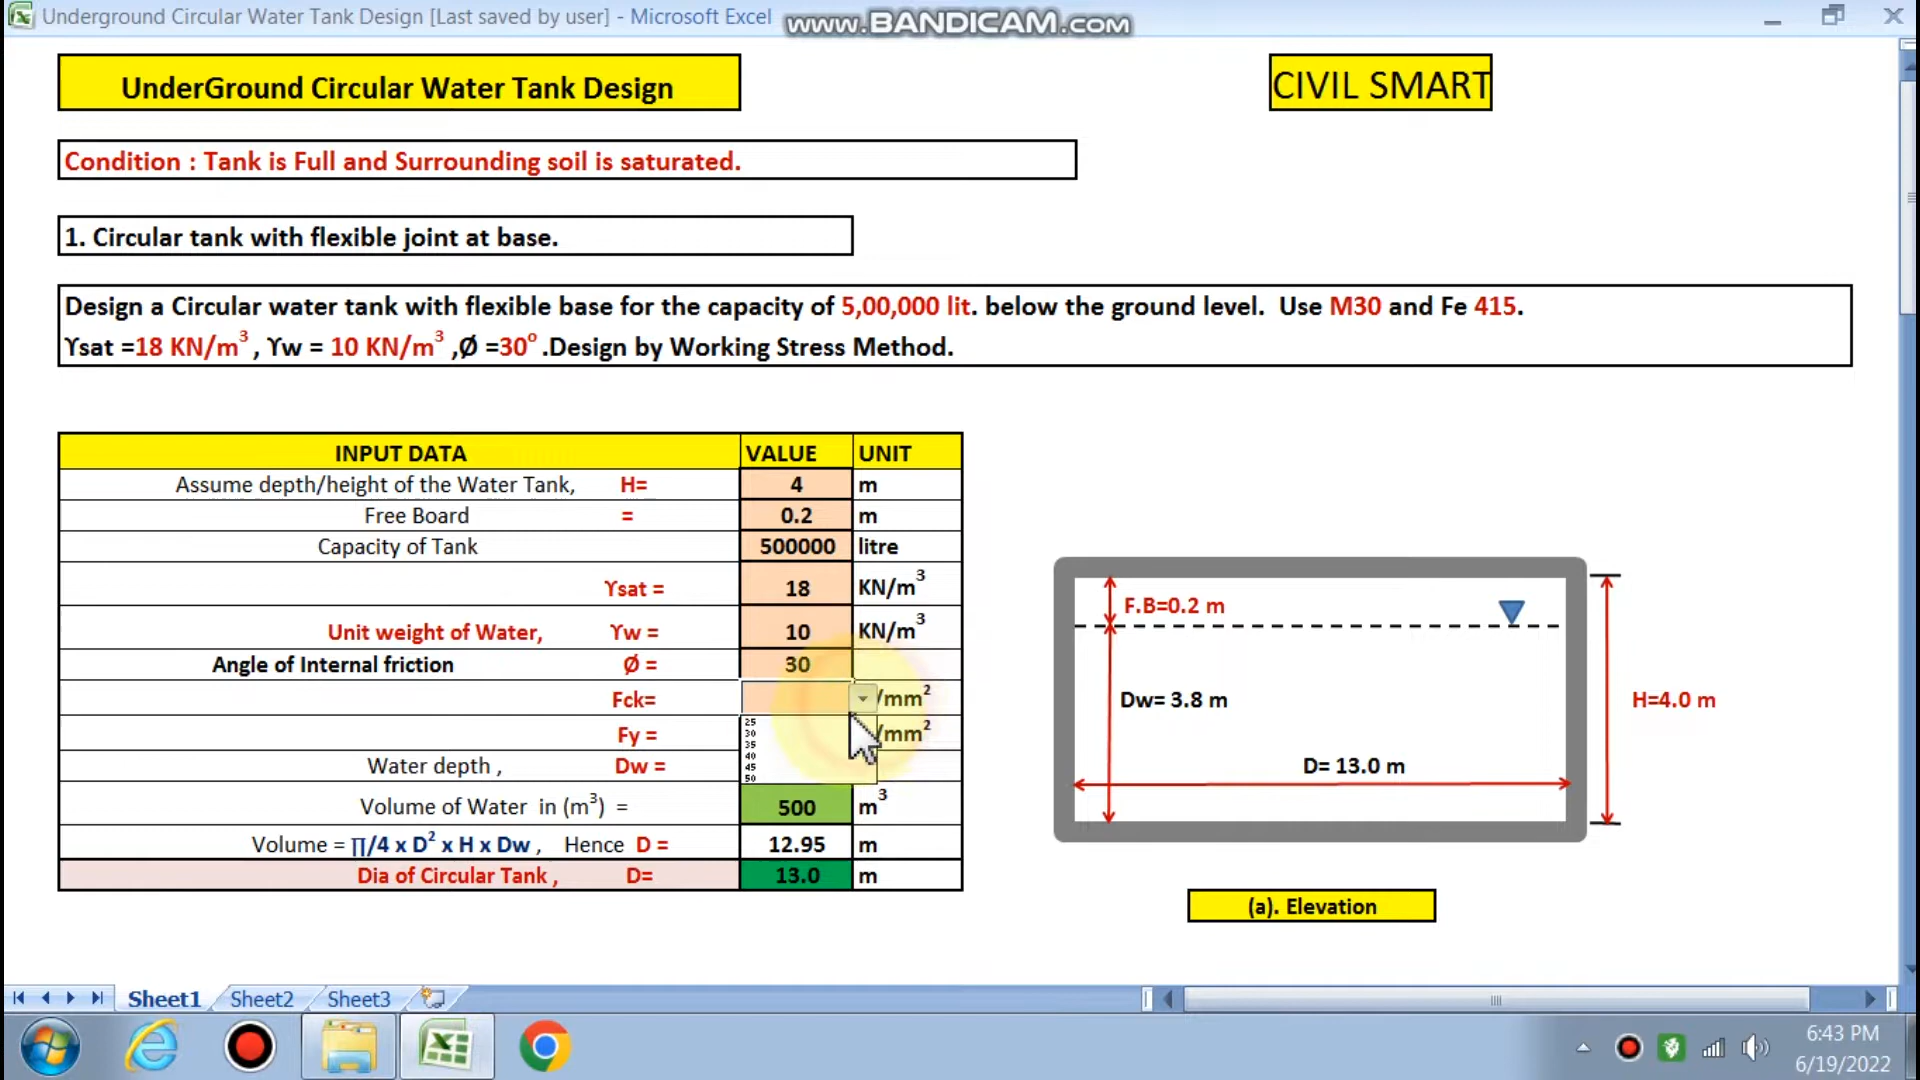 Underground Circular Water Tank Design [Last saved by user] - Microsoft Excel
www.BANDICAM.com
UnderGround Circular Water Tank Design
CIVIL SMART
Condition : Tank is Full and Surrounding soil is saturated.
1. Circular tank with flexible joint at base.
Design a Circular water tank with flexible base for the capacity of 5,00,000 lit. below the ground level. Use M30 and Fe 415.
ϒsat =18 KN/m³ , ϒw = 10 KN/m³ ,Ø =30° .Design by Working Stress Method.
INPUT DATA VALUE UNIT
Assume depth/height of the Water Tank, H= 4 m
Free Board = 0.2 m
Capacity of Tank 500000 litre
ϒsat = 18 KN/m³
Unit weight of Water, ϒw = 10 KN/m³
Angle of Internal friction Ø = 30
Fck= /mm²
25
30
35
40
45
50
Fy = /mm²
Water depth , Dw =
Volume of Water in (m³) = 500 m³
Volume = ∏/4 x D² x H x Dw , Hence D = 12.95 m
Dia of Circular Tank , D= 13.0 m
F.B=0.2 m
Dw= 3.8 m
H=4.0 m
D= 13.0 m
(a). Elevation
Sheet1 Sheet2 Sheet3
6:43 PM
6/19/2022